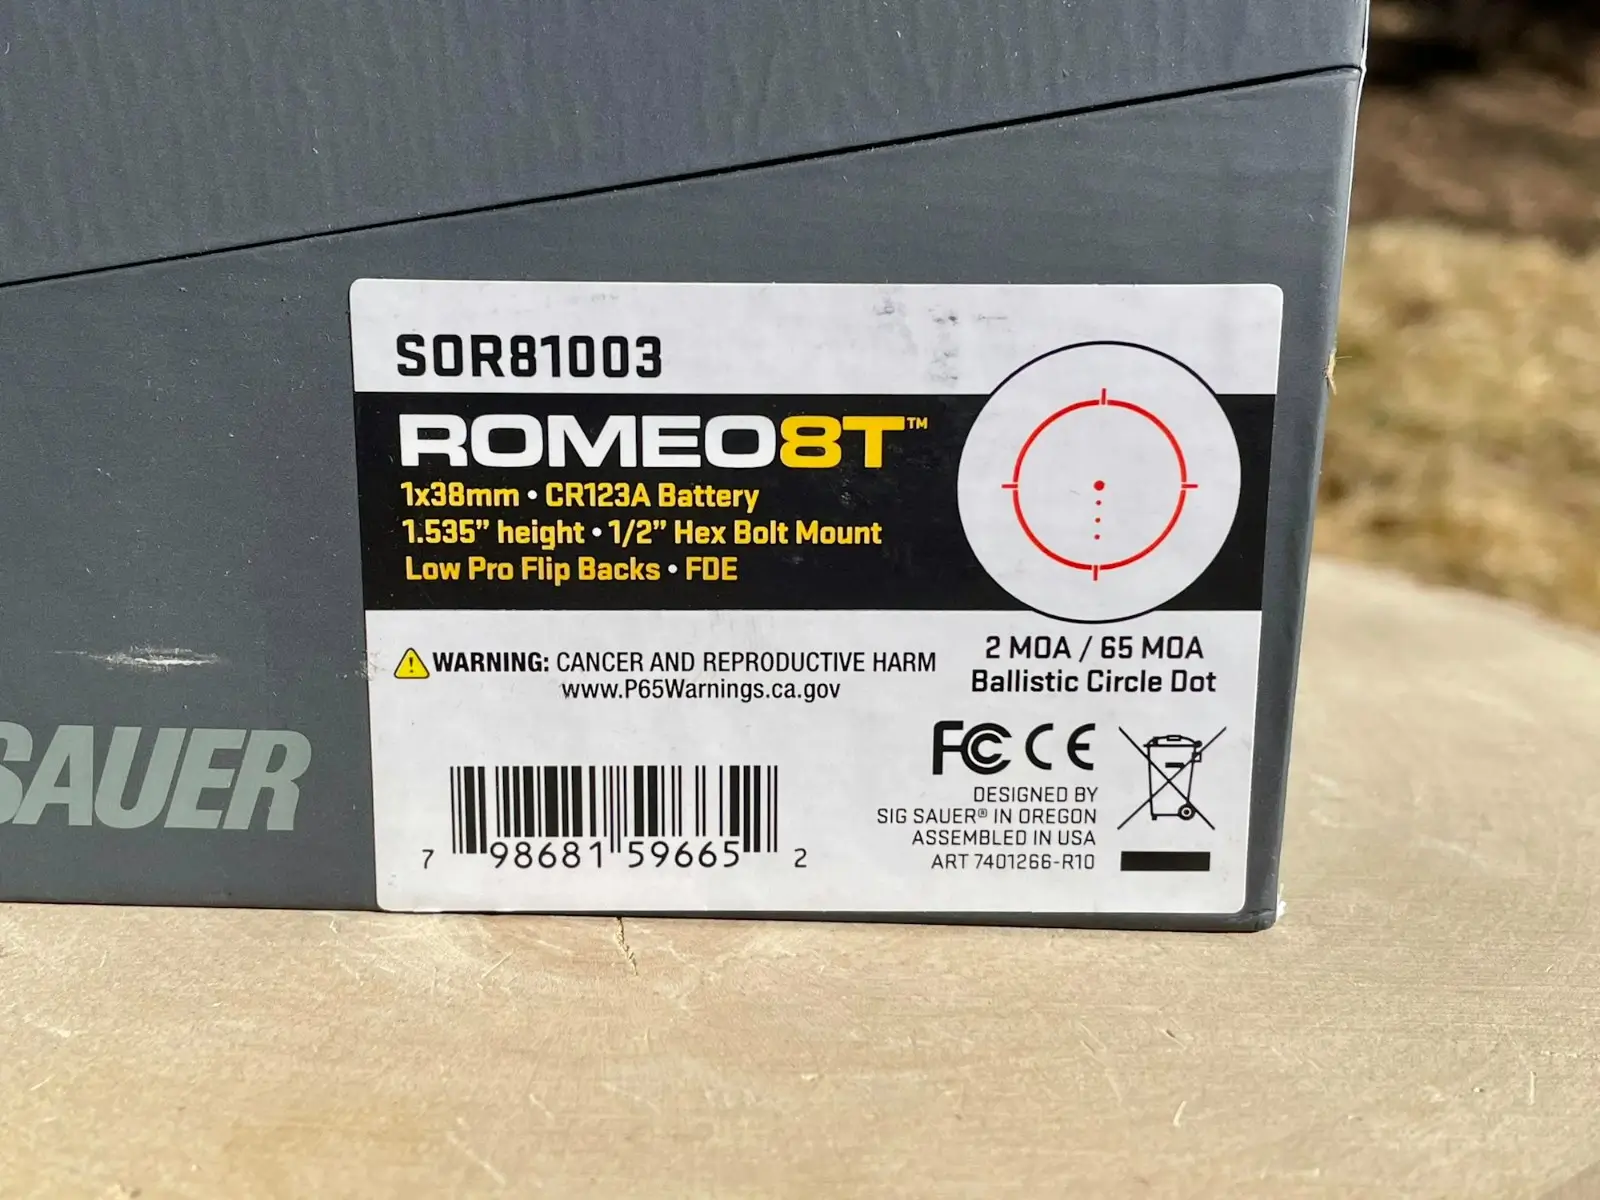 SOR81003
ROMEO8T™
1x38mm • CR123A Battery
1.535” height • 1/2” Hex Bolt Mount
Low Pro Flip Backs • FDE
2 MOA / 65 MOA
Ballistic Circle Dot
WARNING: CANCER AND REPRODUCTIVE HARM
www.P65Warnings.ca.gov
SAUER
7 98681 59665 2
FC CE
DESIGNED BY
SIG SAUER® IN OREGON
ASSEMBLED IN USA
ART 7401266-R10